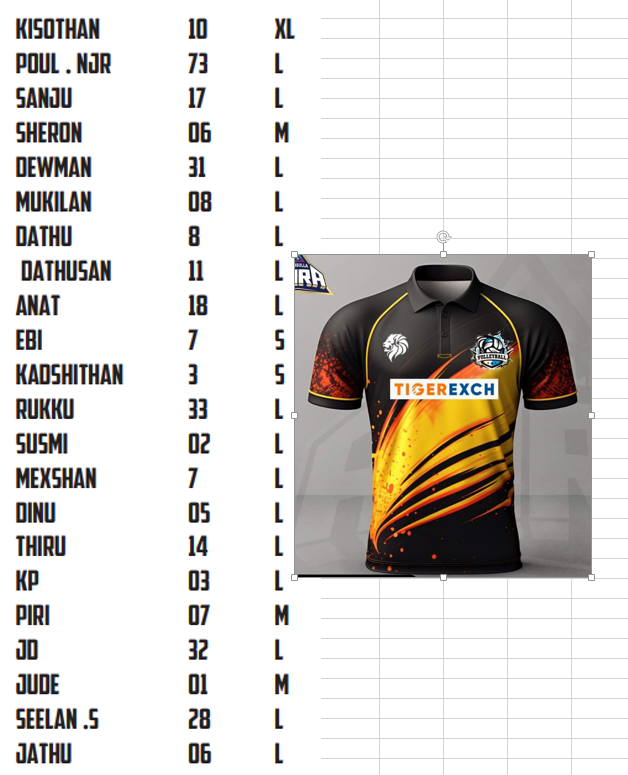 KISOTHAN 10 XL
POUL . NJR 73 L
SANJU 17 L
SHERON 06 M
DEWMAN 31 L
MUKILAN 08 L
DATHU 8 L
DATHUSAN 11 L
ANAT 18 L
EBI 7 S
KADSHITHAN 3 S
RUKKU 33 L
SUSMI 02 L
MEXSHAN 7 L
DINU 05 L
THIRU 14 L
KP 03 L
PIRI 07 M
JD 32 L
JUDE 01 M
SEELAN .S 28 L
JATHU 06 L
VOLLEYBALL
TIGEREXCH